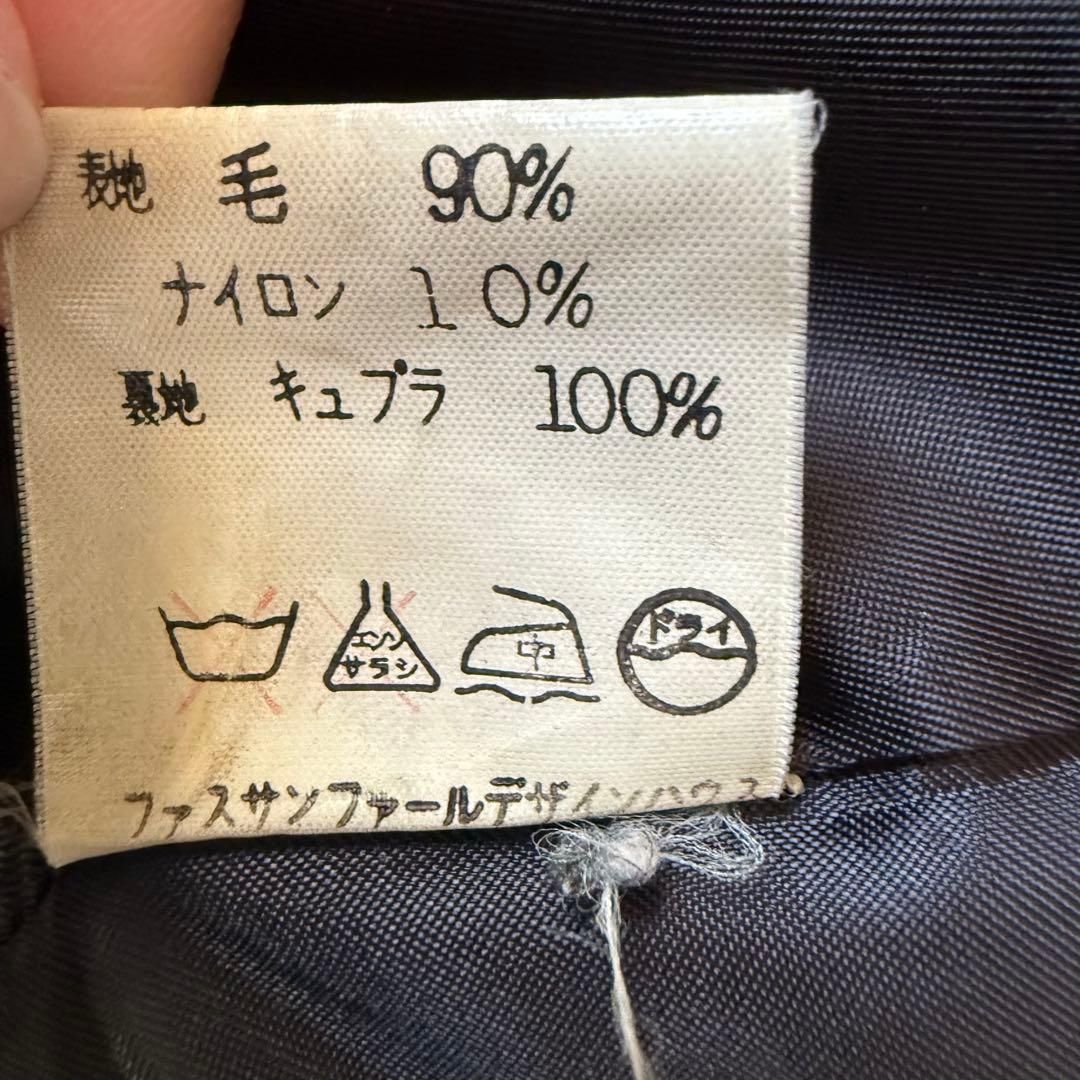 表地 毛 90%
ナイロン 10%
裏地 キュプラ 100%
エンソ
サラシ
中
ドライ
ファスサンファールデザインハウス